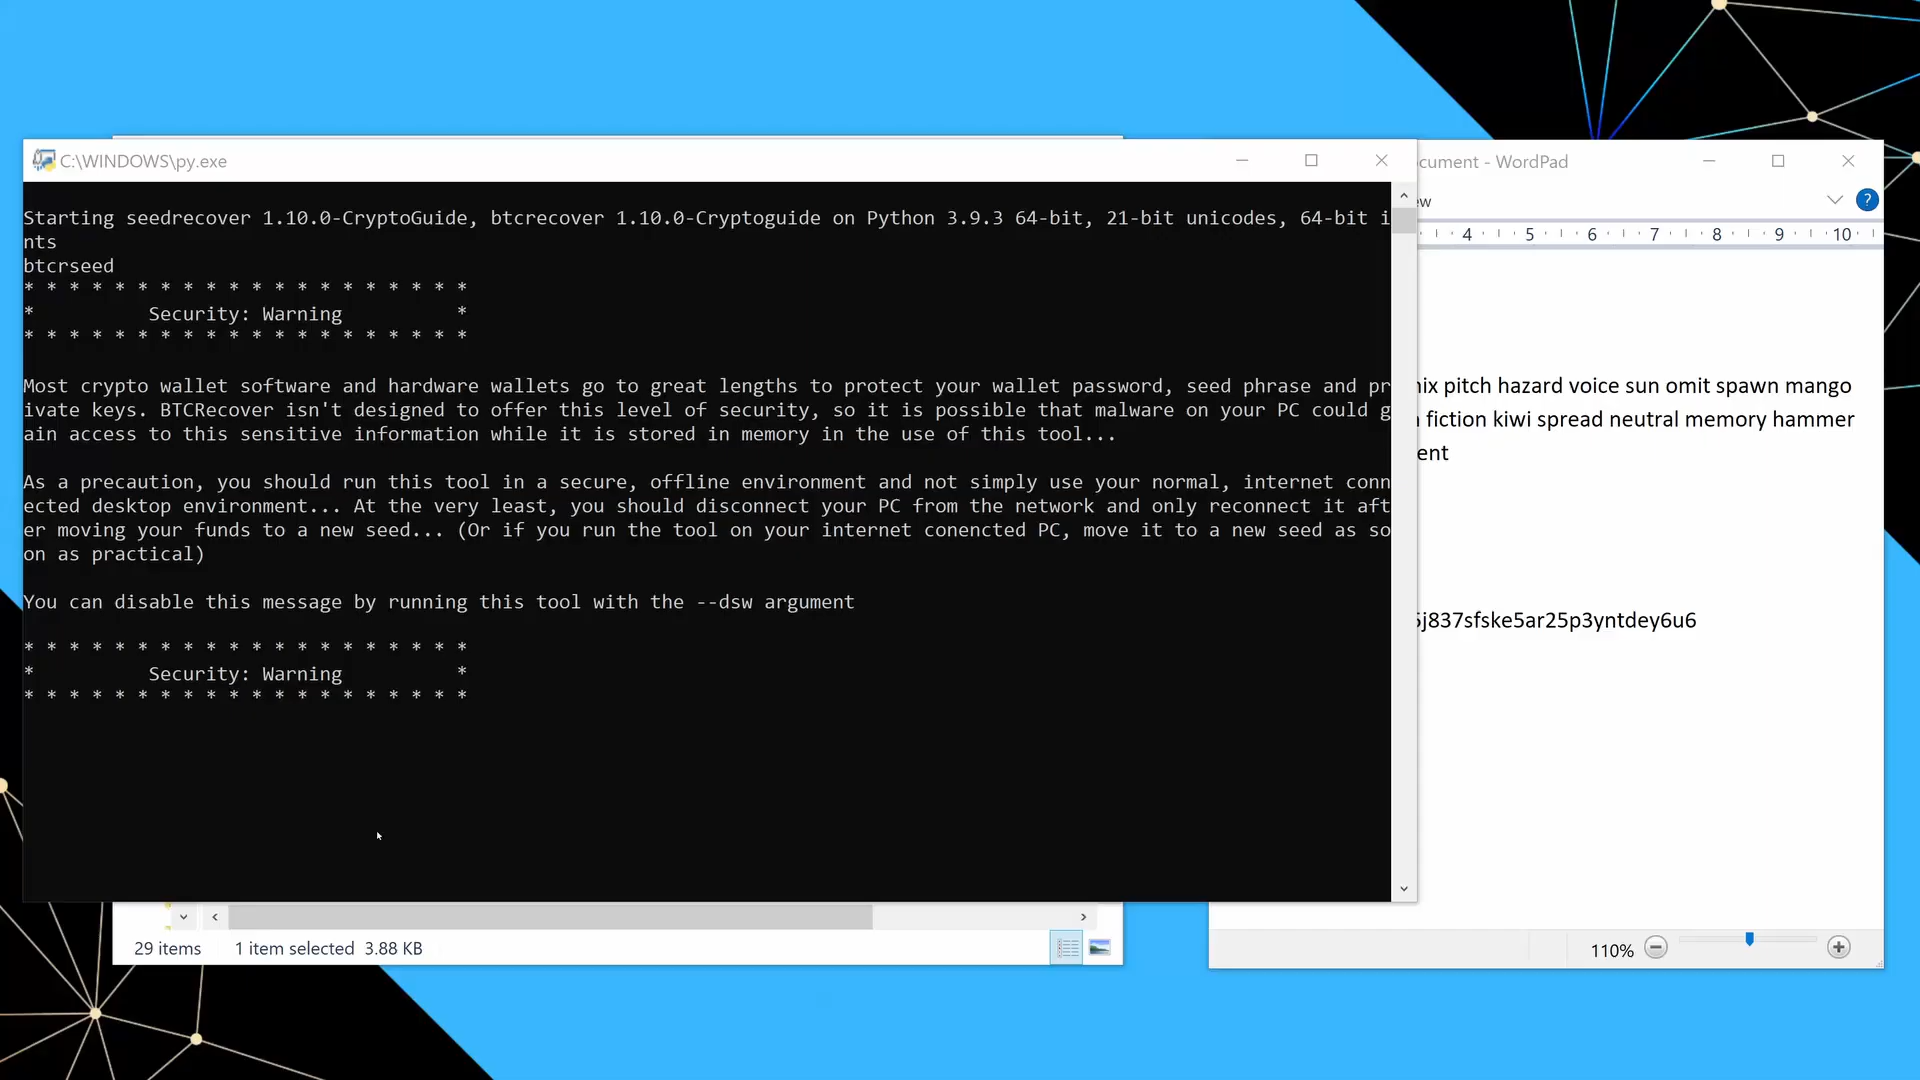 C:\WINDOWS\py.exe
Starting seedrecover 1.10.0-CryptoGuide, btcrecover 1.10.0-Cryptoguide on Python 3.9.3 64-bit, 21-bit unicodes, 64-bit i
nts
btcrseed
* * * * * * * * * * * * * * * * * * * *
* Security: Warning *
* * * * * * * * * * * * * * * * * * * *
Most crypto wallet software and hardware wallets go to great lengths to protect your wallet password, seed phrase and pr
ivate keys. BTCRecover isn't designed to offer this level of security, so it is possible that malware on your PC could g
ain access to this sensitive information while it is stored in memory in the use of this tool...
As a precaution, you should run this tool in a secure, offline environment and not simply use your normal, internet conn
ected desktop environment... At the very least, you should disconnect your PC from the network and only reconnect it aft
er moving your funds to a new seed... (Or if you run the tool on your internet conencted PC, move it to a new seed as so
on as practical)
You can disable this message by running this tool with the --dsw argument
* * * * * * * * * * * * * * * * * * * *
* Security: Warning *
* * * * * * * * * * * * * * * * * * * *
cument - WordPad
ew
?
4 5 6 7 8 9 10
ix pitch hazard voice sun omit spawn mango
fiction kiwi spread neutral memory hammer
ent
j837sfske5ar25p3yntdey6u6
29 items 1 item selected 3.88 KB
110%